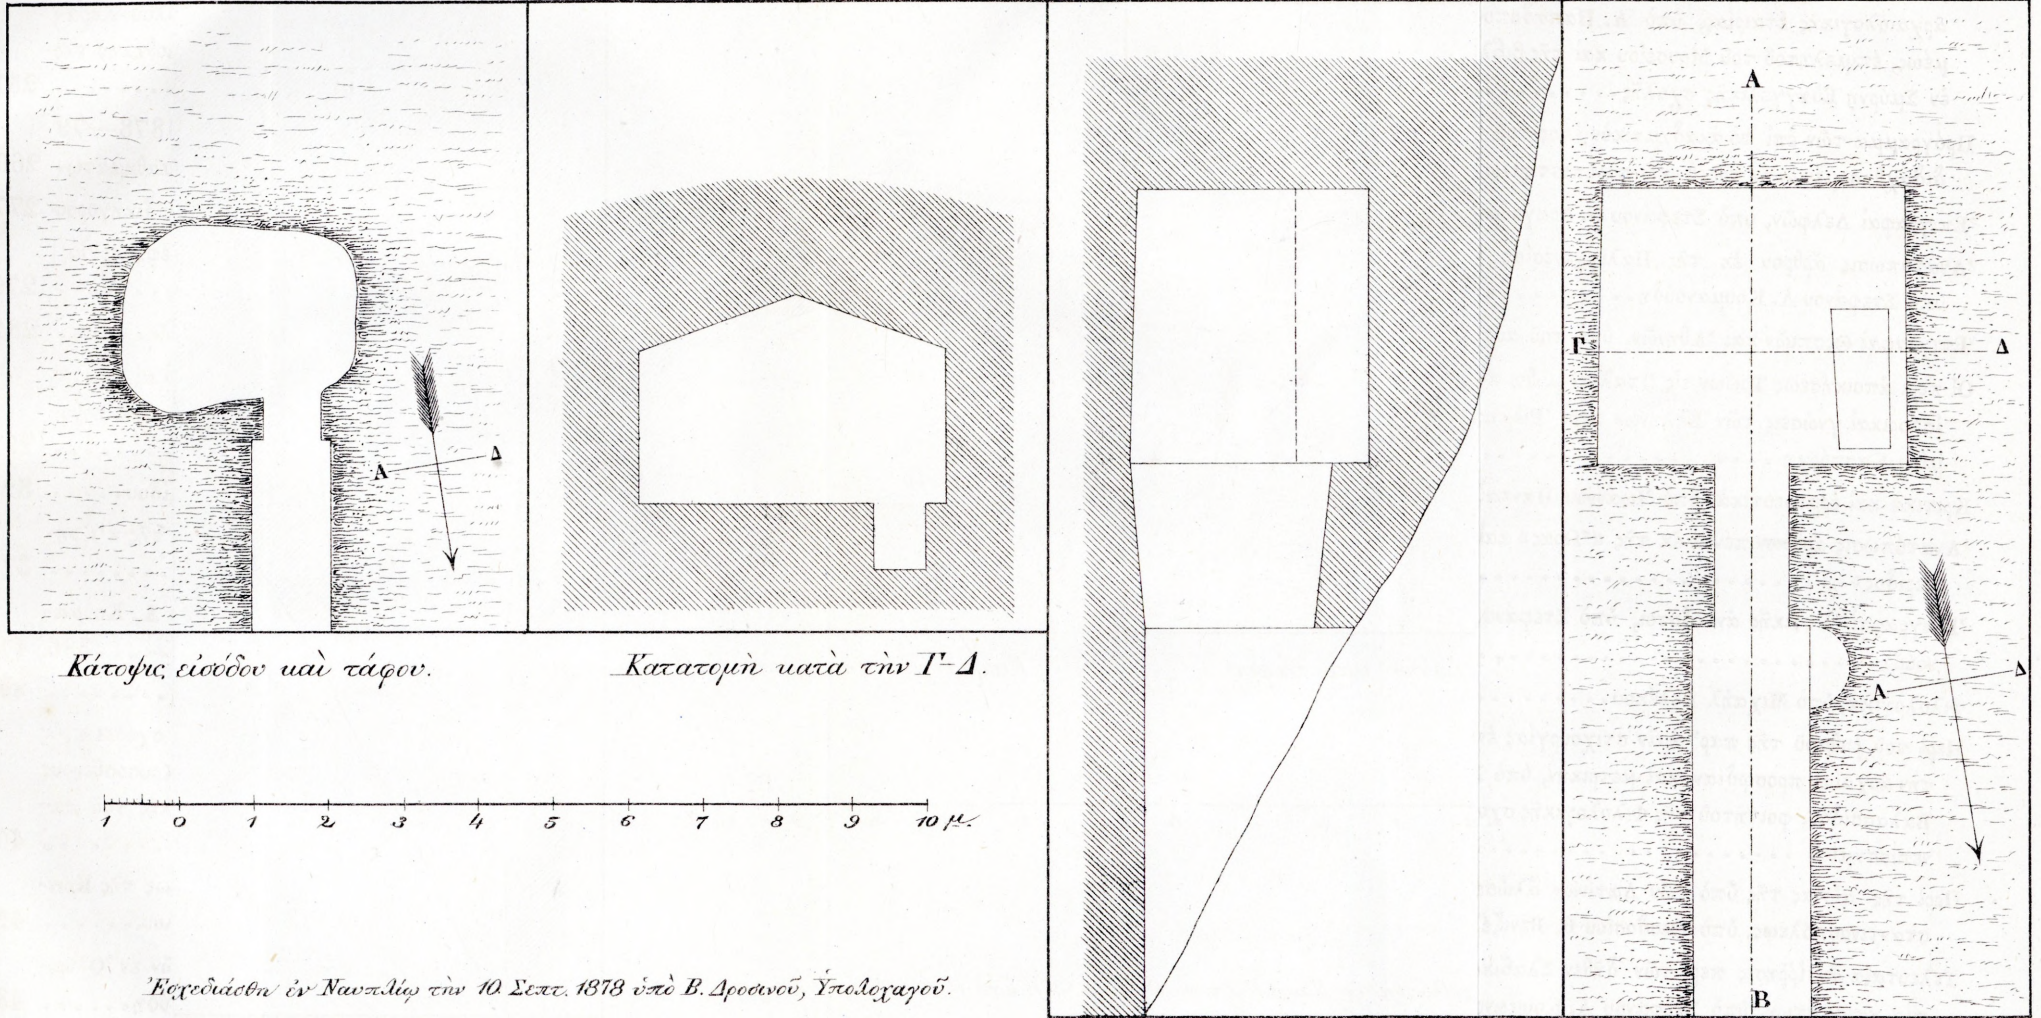 Α
Γ
Δ
Α
Δ
Α
Δ
Β
Κάτοψις εἰσόδου καὶ τάφου.
Κατατομὴ κατὰ τὴν Γ-Δ.
1 0 1 2 3 4 5 6 7 8 9 10 μ.
Ἐσχεδιάσθη ἐν Ναυπλίῳ τὴν 10 Σεπτ. 1878 ὑπὸ Β. Δροσινοῦ, Ὑπολοχαγοῦ.